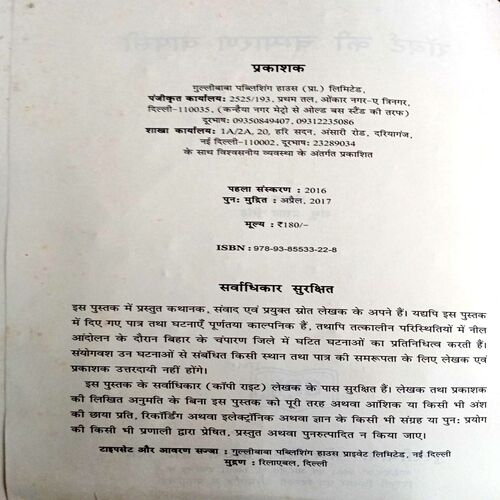 प्रकाशक
गुल्लीबाबा पब्लिशिंग हाउस (प्रा.) लिमिटेड,
पंजीकृत कार्यालय: 2525/193, प्रथम तल, ओंकार नगर-ए त्रिनगर,
दिल्ली-110035, (कन्हैया नगर मेट्रो से ओल्ड बस स्टैंड की तरफ)
दूरभाष: 09350849407, 09312235086
शाखा कार्यालय: 1A/2A, 20, हरि सदन, अंसारी रोड, दरियागंज,
नई दिल्ली-110002, दूरभाष: 23289034
के साथ विश्वसनीय व्यवस्था के अंतर्गत प्रकाशित
पहला संस्करण : 2016
पुन: मुद्रित : अप्रैल, 2017
मूल्य : ₹180/-
ISBN : 978-93-85533-22-8
सर्वाधिकार सुरक्षित
इस पुस्तक में प्रस्तुत कथानक, संवाद एवं प्रयुक्त स्रोत लेखक के अपने हैं। यद्यपि इस पुस्तक
में दिए गए पात्र तथा घटनाएँ पूर्णतया काल्पनिक हैं, तथापि तत्कालीन परिस्थितियों में नील
आंदोलन के दौरान बिहार के चंपारण जिले में घटित घटनाओं का प्रतिनिधित्व करती हैं।
संयोगवश उन घटनाओं से संबंधित किसी स्थान तथा पात्र की समरूपता के लिए लेखक एवं
प्रकाशक उत्तरदायी नहीं होंगे।
इस पुस्तक के सर्वाधिकार (कॉपी राइट) लेखक के पास सुरक्षित हैं। लेखक तथा प्रकाशक
की लिखित अनुमति के बिना इस पुस्तक को पूरी तरह अथवा आंशिक या किसी भी अंश
की छाया प्रति, रिकॉर्डिंग अथवा इलेक्ट्रॉनिक अथवा ज्ञान के किसी भी संग्रह या पुन: प्रयोग
की किसी भी प्रणाली द्वारा प्रेषित, प्रस्तुत अथवा पुनरुत्पादित न किया जाए।
टाइपसेट और आवरण सज्जा : गुल्लीबाबा पब्लिशिंग हाउस प्राइवेट लिमिटेड, नई दिल्ली
मुद्रण : रिलाएबल, दिल्ली